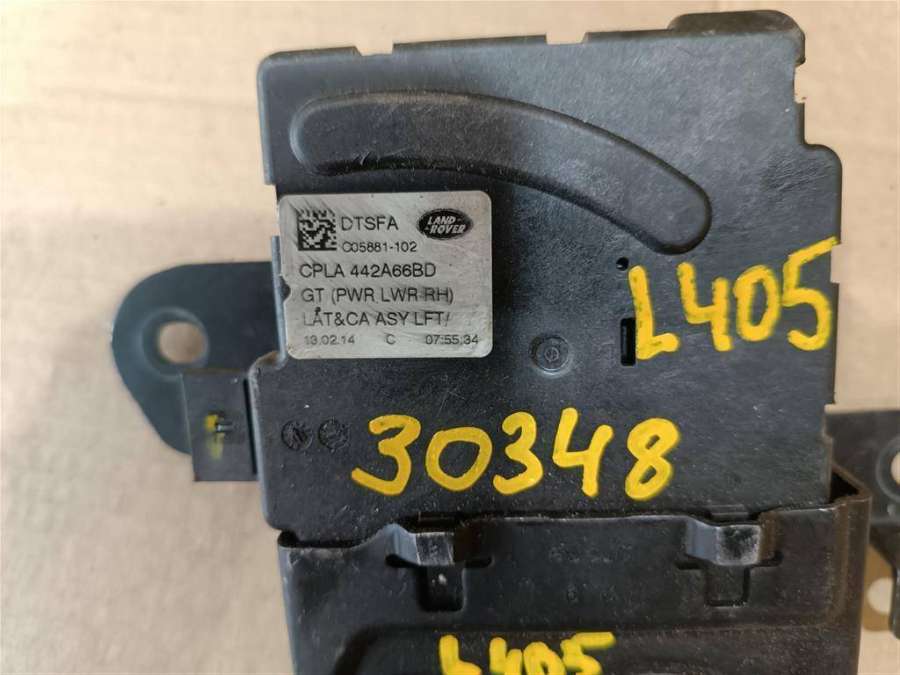 DTSFA LAND-ROVER
C05881-102
CPLA 442A66BD
GT (PWR LWR RH)
LAT&CA ASY LFT/
13.02.14 C 07:55:34
L405
30348
L405